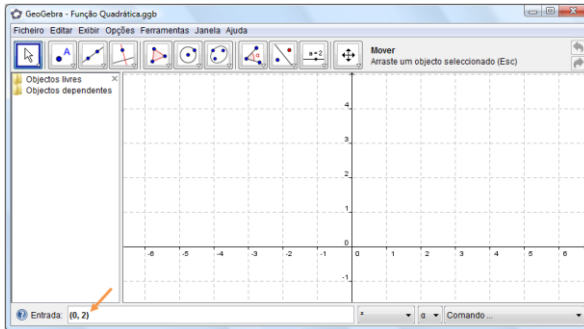 GeoGebra - Função Quadrática.ggb
Ficheiro Editar Exibir Opções Ferramentas Janela Ajuda
A
a=2
Mover
Arraste um objecto seleccionado (Esc)
Objectos livres
Objectos dependentes
4
3
2
1
0
-6 -5 -4 -3 -2 -1 0 1 2 3 4 5 6
-1
Entrada: (0, 2)
α Comando ...